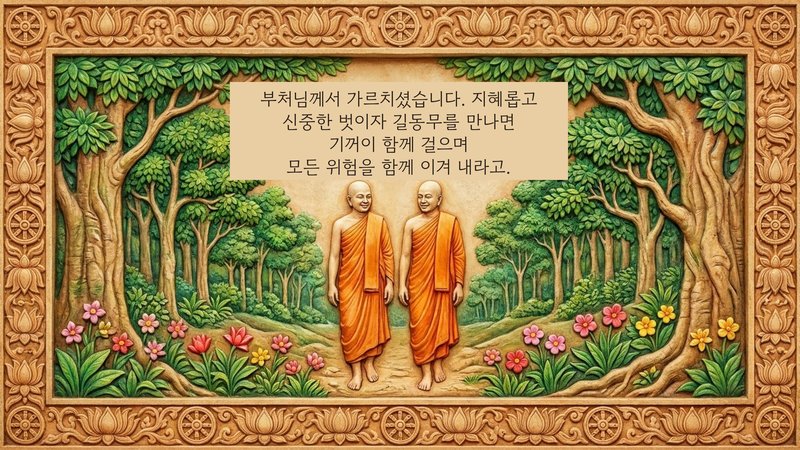 부처님께서 가르치셨습니다. 지혜롭고
신중한 벗이자 길동무를 만나면
기꺼이 함께 걸으며
모든 위험을 함께 이겨 내라고.